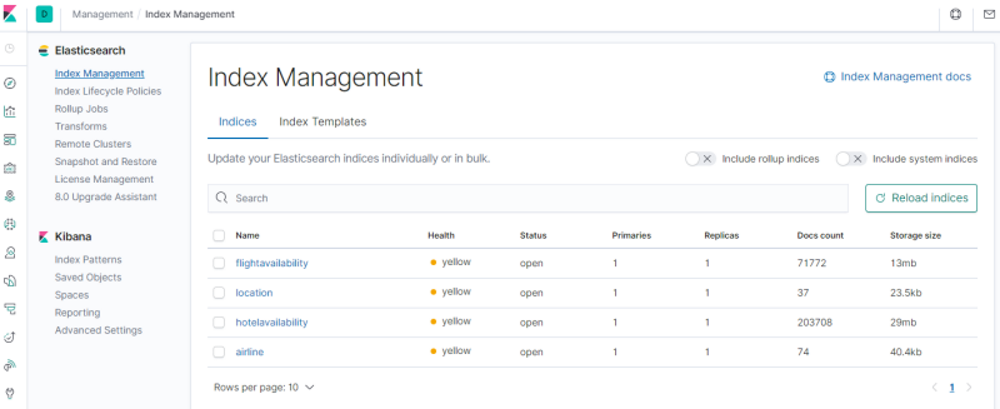 D Management / Index Management
Elasticsearch
Index Management
Index Lifecycle Policies
Rollup Jobs
Transforms
Remote Clusters
Snapshot and Restore
License Management
8.0 Upgrade Assistant
Kibana
Index Patterns
Saved Objects
Spaces
Reporting
Advanced Settings
Index Management
Index Management docs
Indices Index Templates
Update your Elasticsearch indices individually or in bulk.
Include rollup indices Include system indices
Search Reload indices
Name Health Status Primaries Replicas Docs count Storage size
flightavailability yellow open 1 1 71772 13mb
location yellow open 1 1 37 23.5kb
hotelavailability yellow open 1 1 203708 29mb
airline yellow open 1 1 74 40.4kb
Rows per page: 10 1